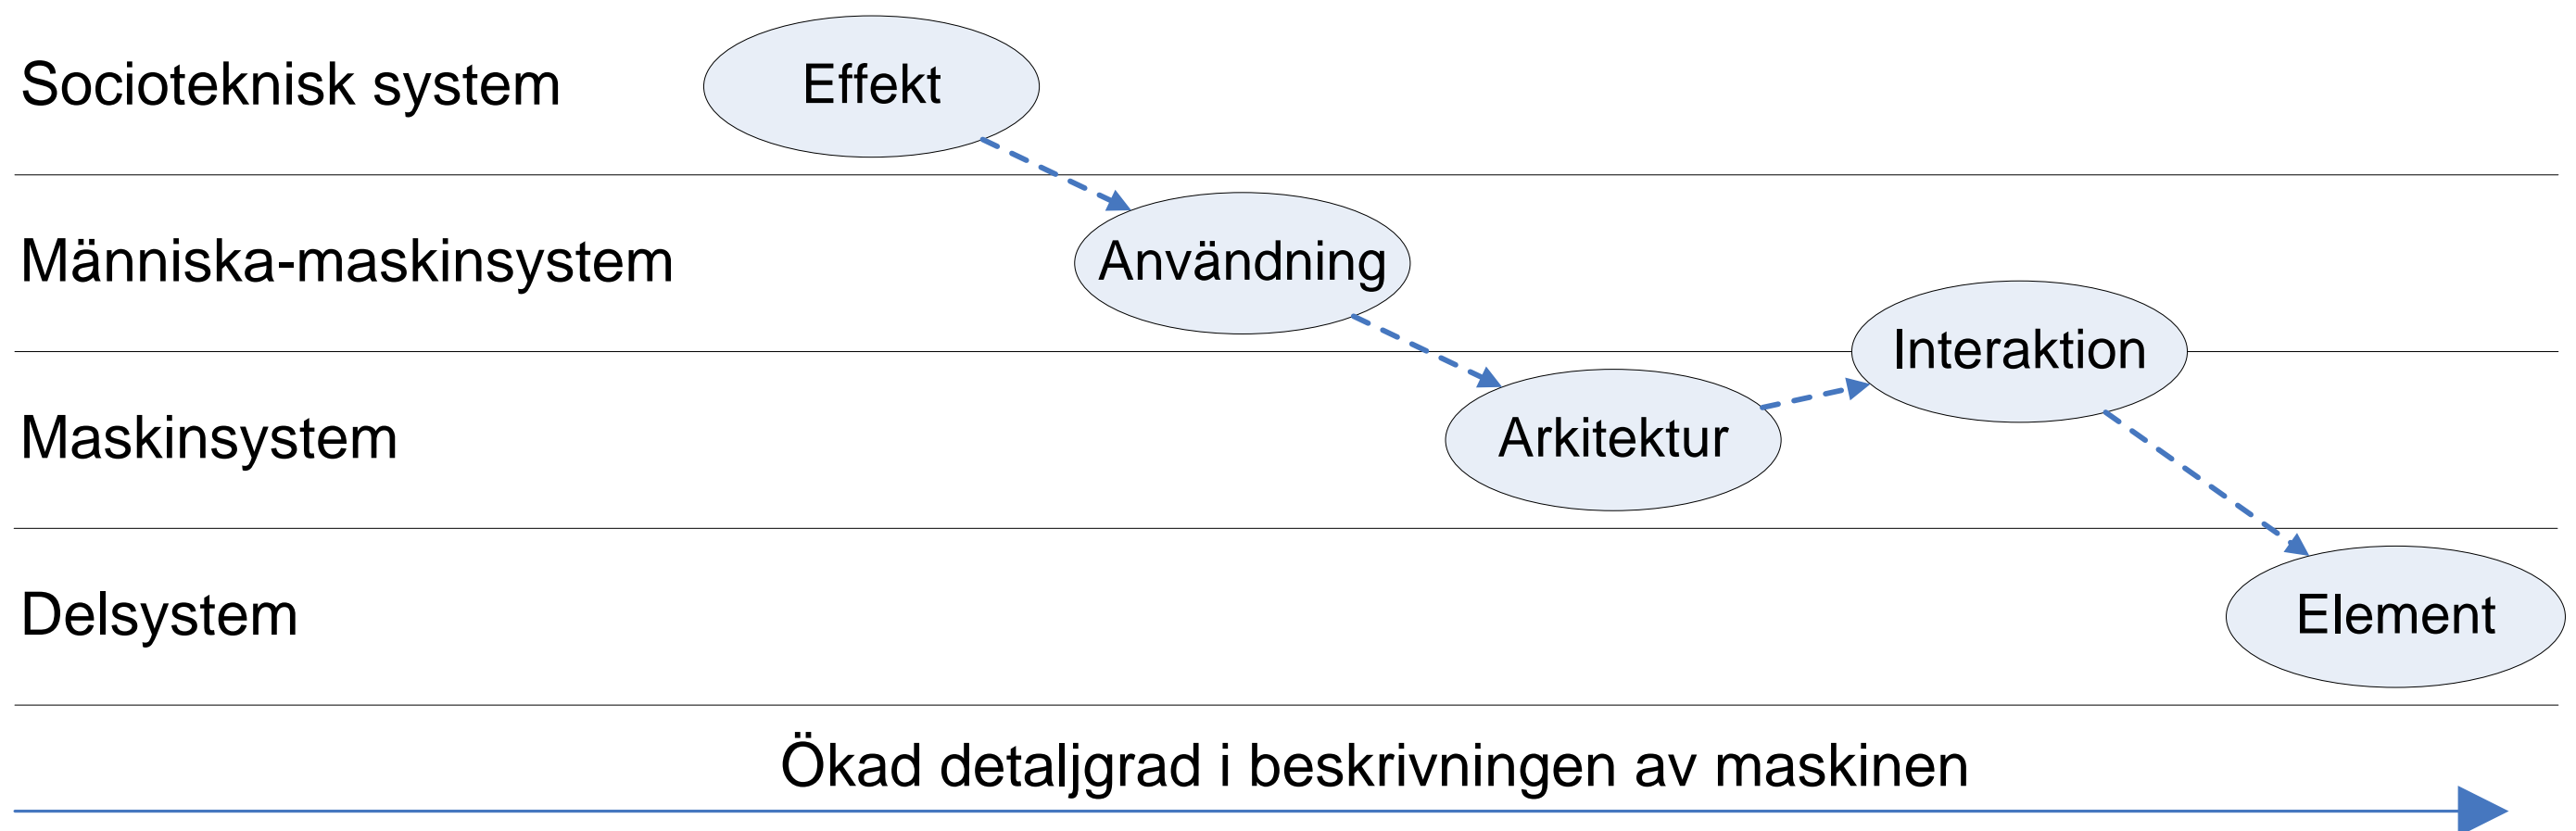 Socioteknisk system
Effekt
Människa-maskinsystem
Användning
Interaktion
Maskinsystem
Arkitektur
Delsystem
Element
Ökad detaljgrad i beskrivningen av maskinen